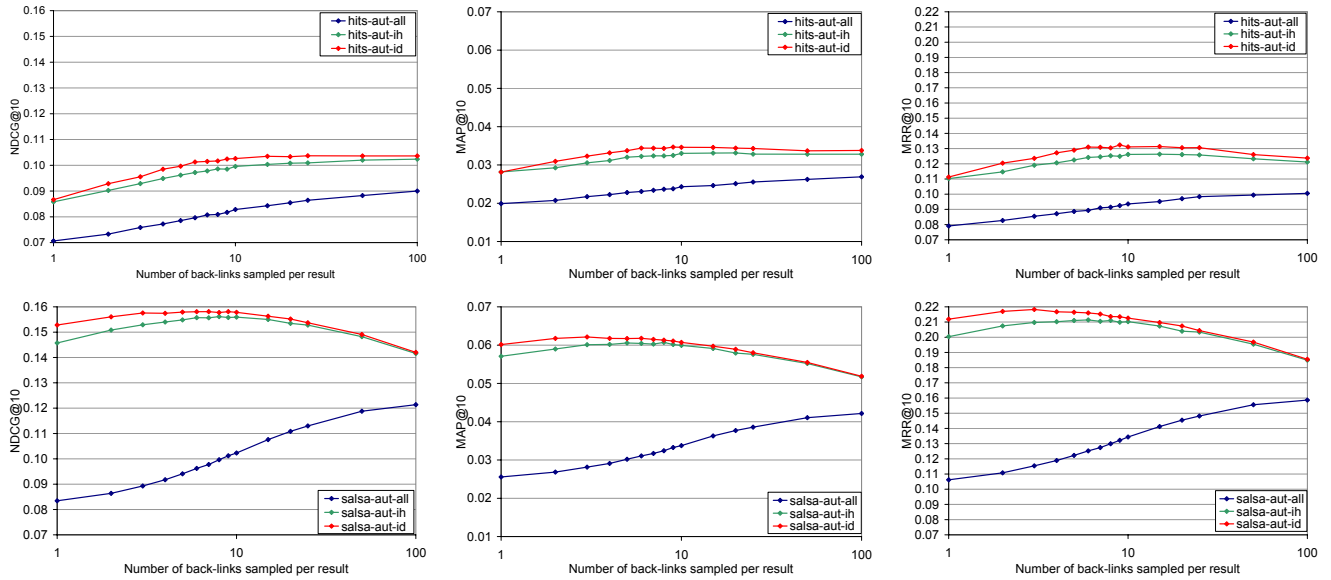 0.16
0.15
0.14
0.13
0.12
0.11
0.10
0.09
0.08
0.07
NDCG@10
hits-aut-all
hits-aut-ih
hits-aut-id
1
10
100
Number of back-links sampled per result
0.07
0.06
0.05
0.04
0.03
0.02
0.01
MAP@10
hits-aut-all
hits-aut-ih
hits-aut-id
1
10
100
Number of back-links sampled per result
0.22
0.21
0.20
0.19
0.18
0.17
0.16
0.15
0.14
0.13
0.12
0.11
0.10
0.09
0.08
0.07
MRR@10
hits-aut-all
hits-aut-ih
hits-aut-id
1
10
100
Number of back-links sampled per result
0.16
0.15
0.14
0.13
0.12
0.11
0.10
0.09
0.08
0.07
NDCG@10
salsa-aut-all
salsa-aut-ih
salsa-aut-id
1
10
100
Number of back-links sampled per result
0.07
0.06
0.05
0.04
0.03
0.02
0.01
MAP@10
salsa-aut-all
salsa-aut-ih
salsa-aut-id
1
10
100
Number of back-links sampled per result
0.22
0.21
0.20
0.19
0.18
0.17
0.16
0.15
0.14
0.13
0.12
0.11
0.10
0.09
0.08
0.07
MRR@10
salsa-aut-all
salsa-aut-ih
salsa-aut-id
1
10
100
Number of back-links sampled per result